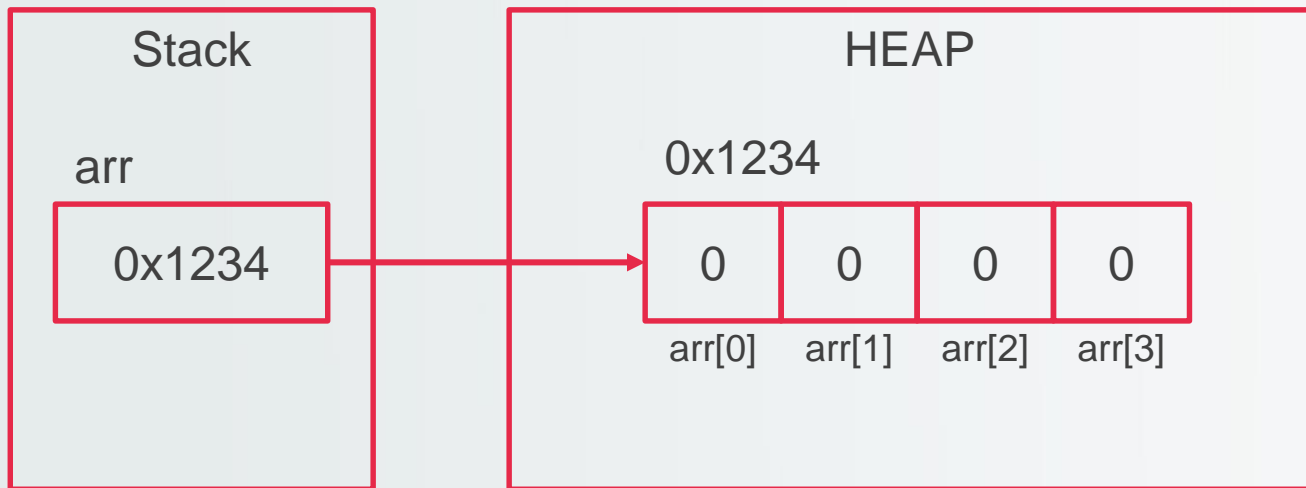 Stack
HEAP
arr
0x1234
0x1234
0 0 0 0
arr[0] arr[1] arr[2] arr[3]